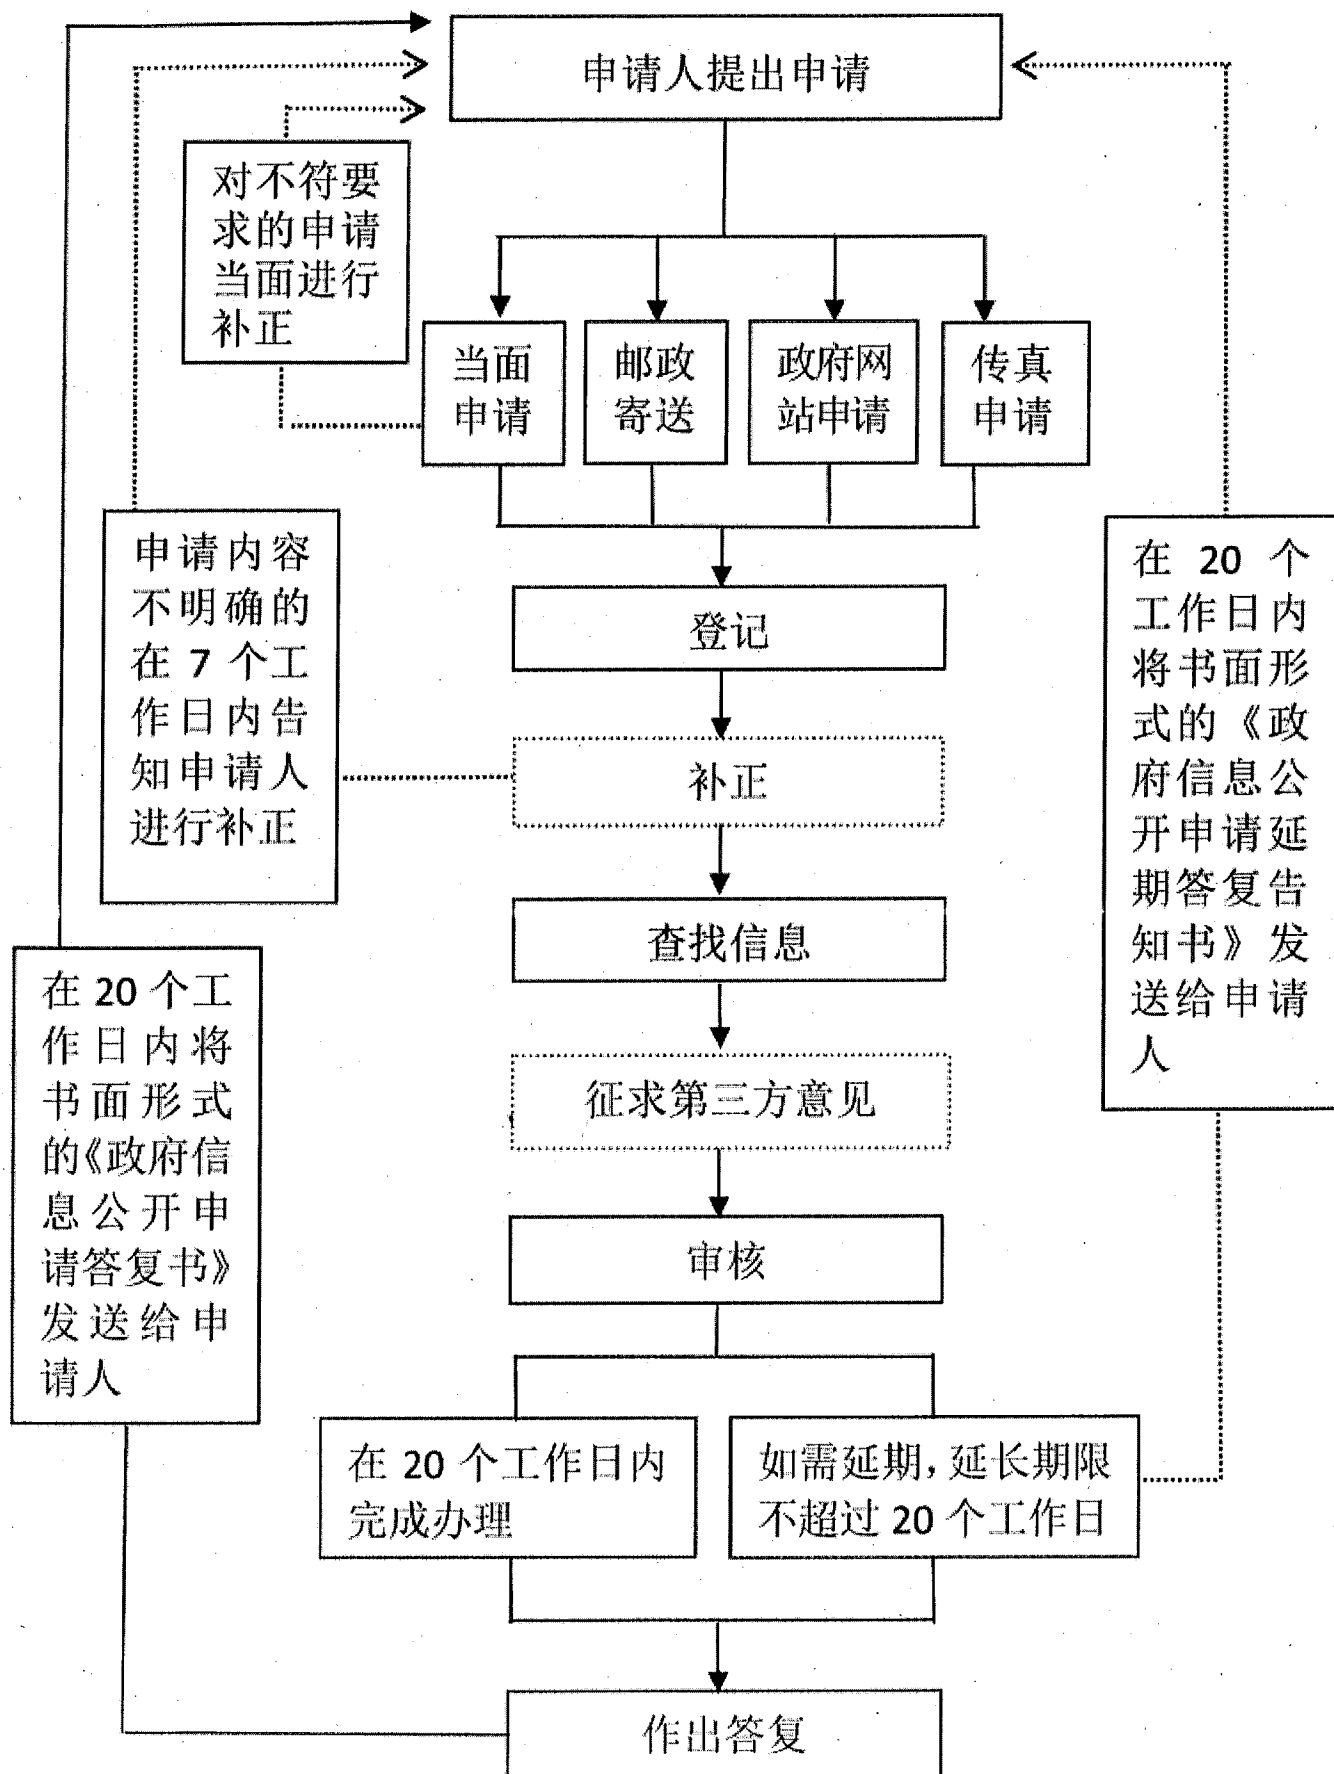 申请人提出申请
对不符要
求的申请
当面进行
补正
当面
申请
邮政
寄送
政府网
站申请
传真
申请
申请内容
不明确的
在 7 个工
作日内告
知申请人
进行补正
登记
补正
查找信息
征求第三方意见
审核
在 20 个
工作日内
将书面形
式的《政
府信息公
开申请延
期答复告
知书》发
送给申请
人
在 20 个工
作日内将
书面形式
的《政府信
息公开申
请答复书》
发送给申
请人
在 20 个工作日内
完成办理
如需延期，延长期限
不超过 20 个工作日
作出答复